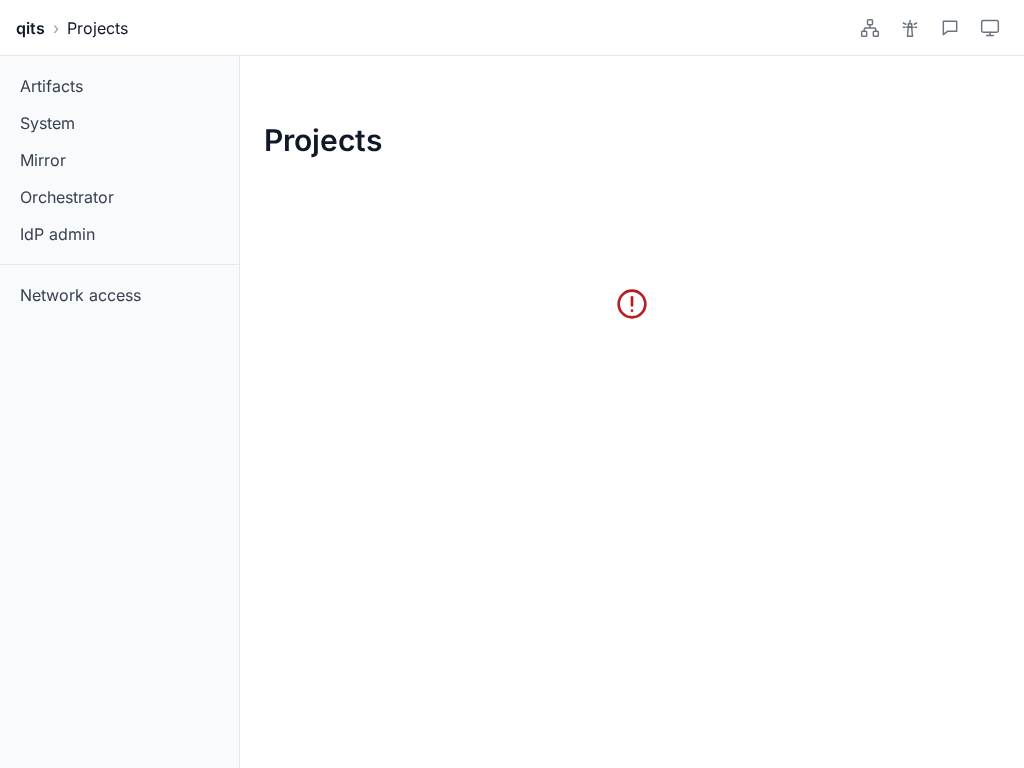 qits › Projects
Artifacts
System
Mirror
Orchestrator
IdP admin
Network access
Projects